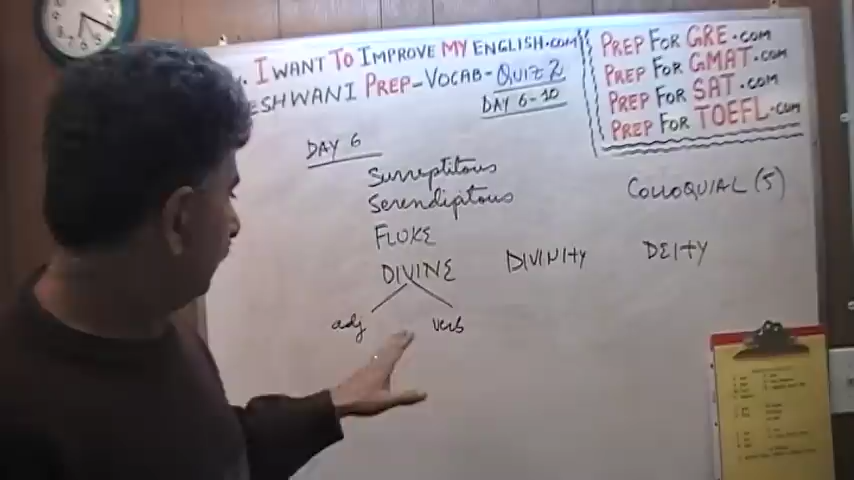 I WANT TO IMPROVE MY ENGLISH.com
ESHWANI PREP-VOCAB-QUIZ 2
DAY 6-10
PREP FOR GRE.com
PREP FOR GMAT.com
PREP FOR SAT.com
PREP FOR TOEFL.com
DAY 6
Surreptitous
Serendipitous
FLUKE
DIVINE DIVINITY DEITY
adj verb
COLLOQUIAL (5)